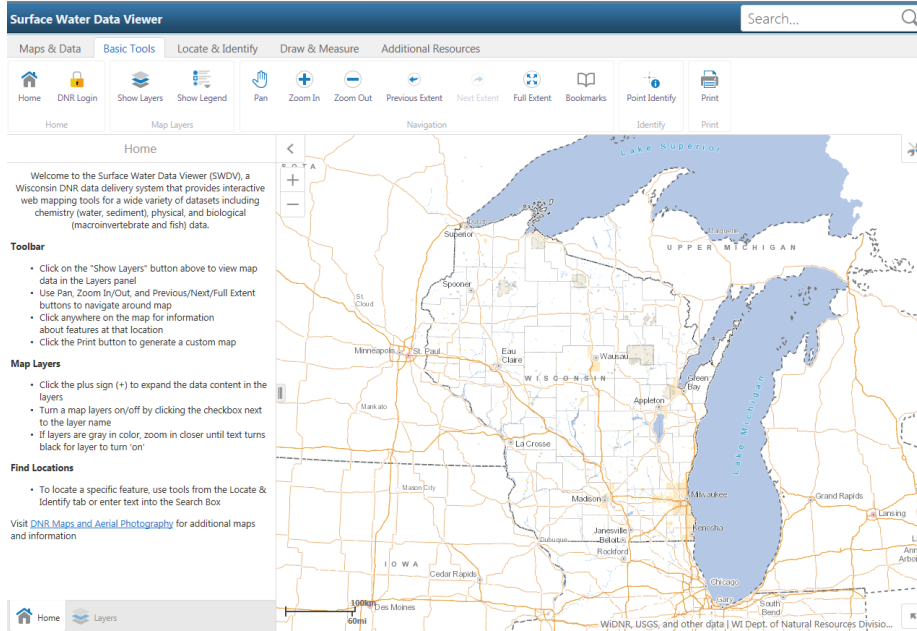 Surface Water Data Viewer
Search...
Maps & Data
Basic Tools
Locate & Identify
Draw & Measure
Additional Resources
Home
DNR Login
Show Layers
Show Legend
Pan
Zoom In
Zoom Out
Previous Extent
Next Extent
Full Extent
Bookmarks
Point Identify
Print
Home
Map Layers
Navigation
Identify
Print
Home
Welcome to the Surface Water Data Viewer (SWDV), a
Wisconsin DNR data delivery system that provides interactive
web mapping tools for a wide variety of datasets including
chemistry (water, sediment), physical, and biological
(macroinvertebrate and fish) data.
Toolbar
• Click on the "Show Layers" button above to view map
data in the Layers panel
• Use Pan, Zoom In/Out, and Previous/Next/Full Extent
buttons to navigate around map
• Click anywhere on the map for information
about features at that location
• Click the Print button to generate a custom map
Map Layers
• Click the plus sign (+) to expand the data content in the
layers
• Turn a map layers on/off by clicking the checkbox next
to the layer name
• If layers are gray in color, zoom in closer until text turns
black for layer to turn 'on'
Find Locations
• To locate a specific feature, use tools from the Locate &
Identify tab or enter text into the Search Box
Visit DNR Maps and Aerial Photography for additional maps
and information
Home
Layers
SOTA
Lake Superior
Superior
Marquette
UPPER MICHIGAN
Spooner
St.
Cloud
Minneapolis
St. Paul
Eau
Claire
Wausau
WISCONSIN
Green
Bay
Appleton
Mankato
Lake Michigan
La Crosse
Mason City
Madison
Milwaukee
Grand Rapids
Lansing
Janesville
Beloit
Kenosha
Dubuque
Rockford
IOWA
Cedar Rapids
Chicago
Gary
South
Bend
Ann
Arbor
100km
60mi
Des Moines
WiDNR, USGS, and other data | WI Dept. of Natural Resources Divisio...